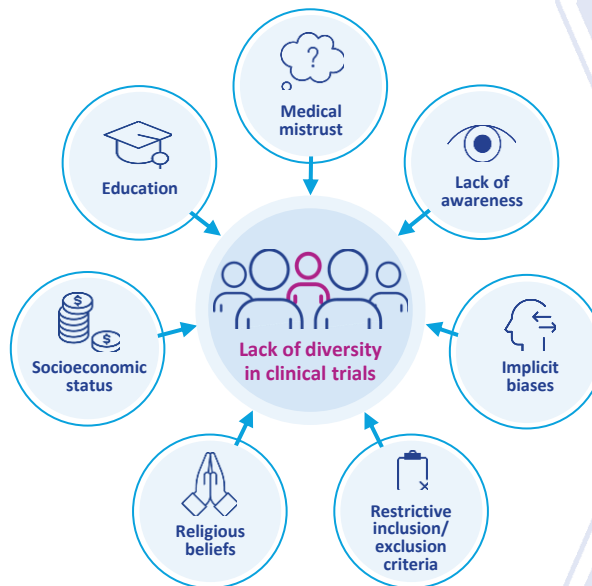 ?
Medical
mistrust
Lack of
awareness
Implicit
biases
Restrictive
inclusion/
exclusion
criteria
Religious
beliefs
$
$
Socioeconomic
status
Education
Lack of diversity
in clinical trials